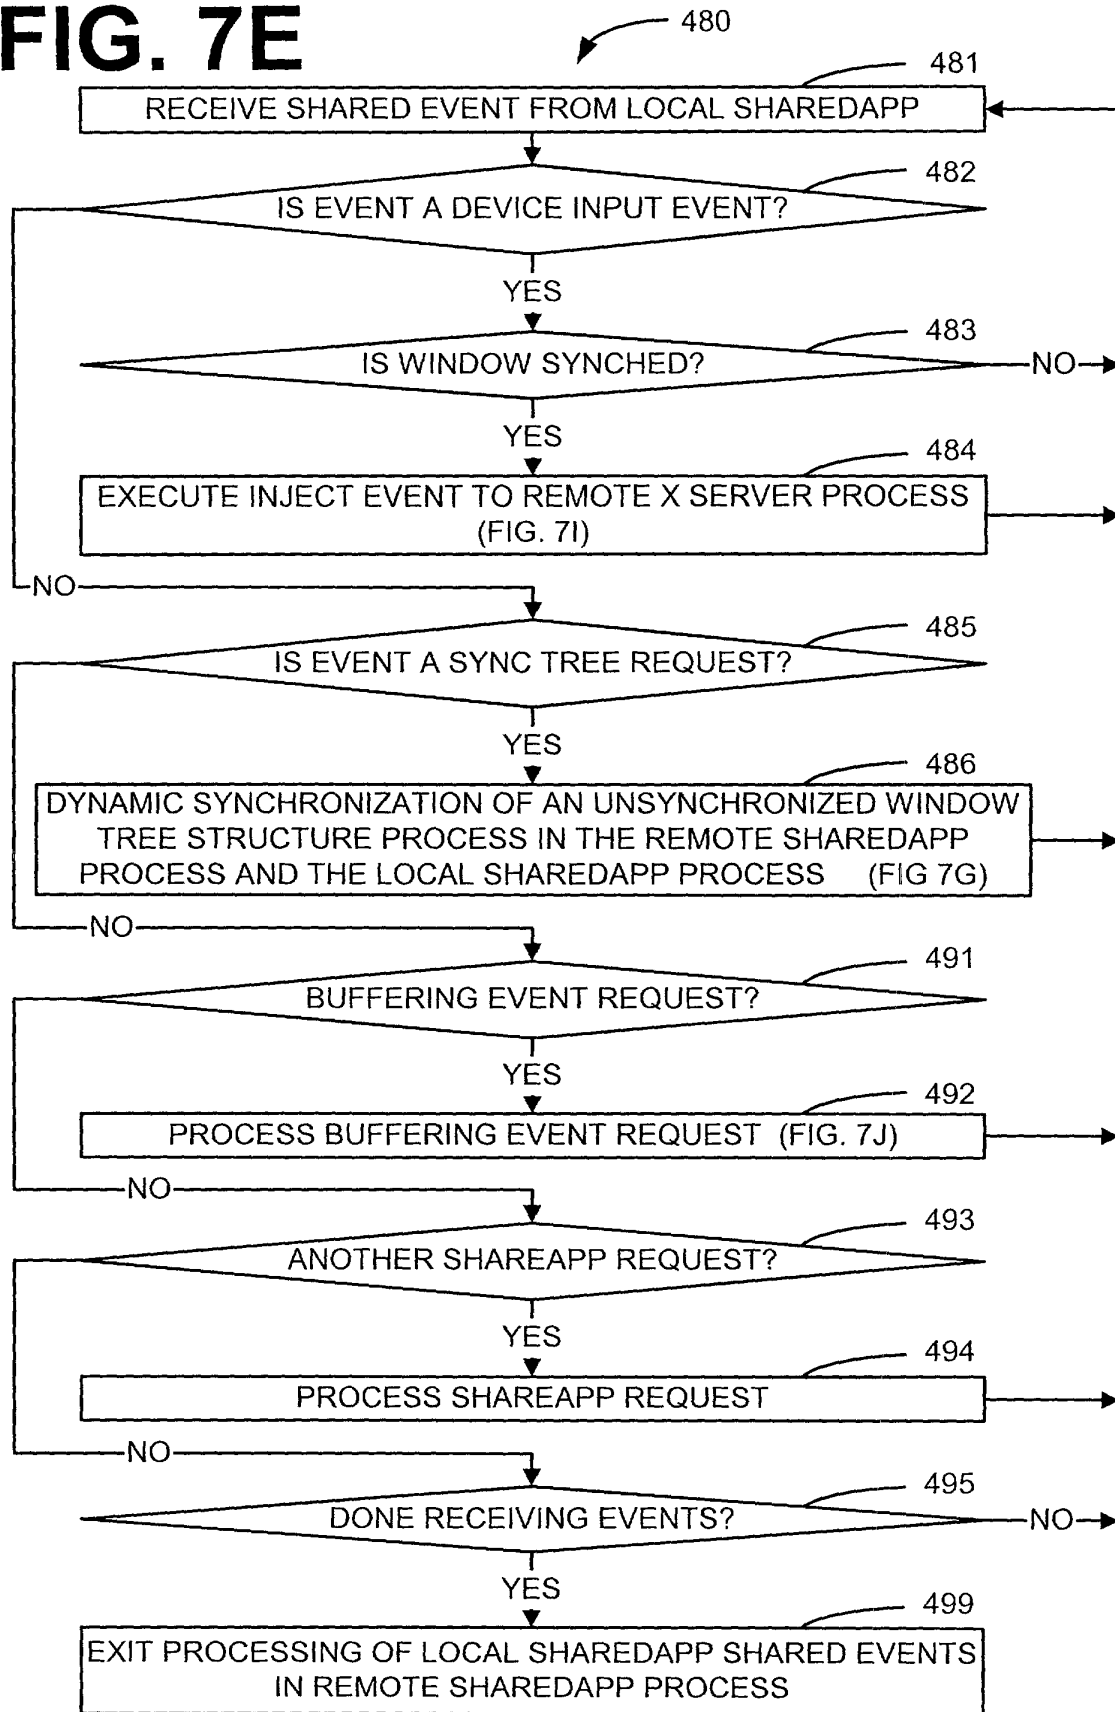 FIG. 7E
480
481
RECEIVE SHARED EVENT FROM LOCAL SHAREDAPP
482
IS EVENT A DEVICE INPUT EVENT?
YES
483
IS WINDOW SYNCHED?
NO
YES
484
EXECUTE INJECT EVENT TO REMOTE X SERVER PROCESS
(FIG. 7I)
NO
485
IS EVENT A SYNC TREE REQUEST?
YES
486
DYNAMIC SYNCHRONIZATION OF AN UNSYNCHRONIZED WINDOW
TREE STRUCTURE PROCESS IN THE REMOTE SHAREDAPP
PROCESS AND THE LOCAL SHAREDAPP PROCESS (FIG 7G)
NO
491
BUFFERING EVENT REQUEST?
YES
492
PROCESS BUFFERING EVENT REQUEST (FIG. 7J)
NO
493
ANOTHER SHAREAPP REQUEST?
YES
494
PROCESS SHAREAPP REQUEST
NO
495
DONE RECEIVING EVENTS?
NO
YES
499
EXIT PROCESSING OF LOCAL SHAREDAPP SHARED EVENTS
IN REMOTE SHAREDAPP PROCESS